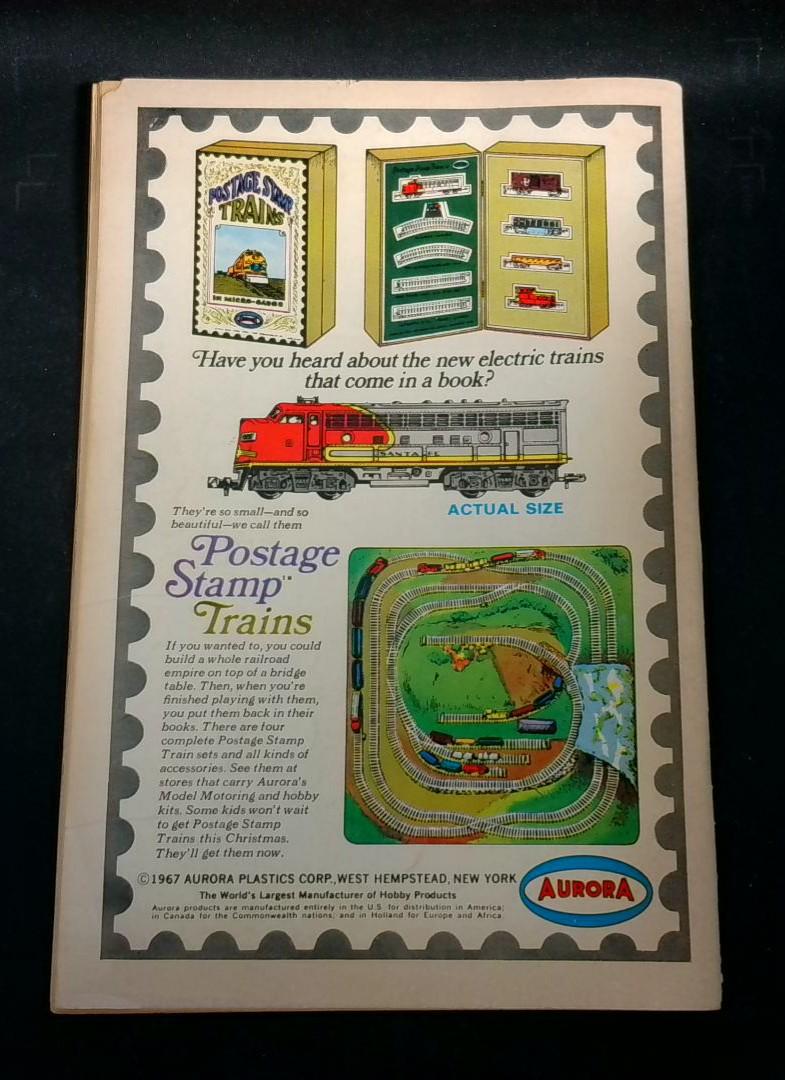 POSTAGE STAMP
TRAINS
IN MICRO-GAUGE
Postage Stamp Trains
Have you heard about the new electric trains
that come in a book?
SANTA FE
They're so small—and so
beautiful—we call them
ACTUAL SIZE
Postage
Stamp™
Trains
If you wanted to, you could
build a whole railroad
empire on top of a bridge
table. Then, when you're
finished playing with them,
you put them back in their
books. There are four
complete Postage Stamp
Train sets and all kinds of
accessories. See them at
stores that carry Aurora's
Model Motoring and hobby
kits. Some kids won't wait
to get Postage Stamp
Trains this Christmas.
They'll get them now.
©1967 AURORA PLASTICS CORP., WEST HEMPSTEAD, NEW YORK
The World's Largest Manufacturer of Hobby Products
Aurora products are manufactured entirely in the U.S. for distribution in America;
in Canada for the Commonwealth nations; and in Holland for Europe and Africa.
AURORA